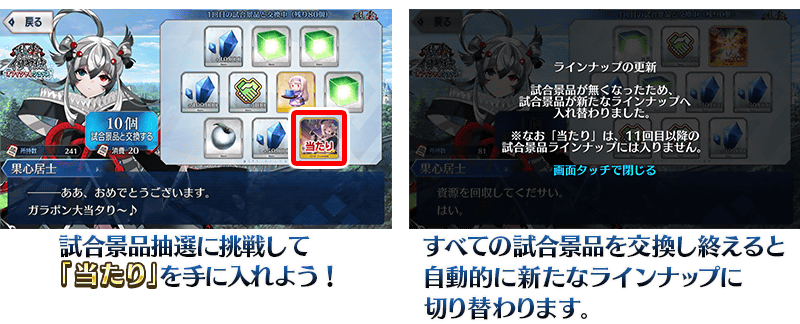 戻る
1回目の試合景品と交換中(残り80個)
10個
試合景品と交換する
当たり
所持数 241 消費 20
果心居士
―――ああ、おめでとうございます。
ガラポン大当タり～♪
試合景品抽選に挑戦して
「当たり」を手に入れよう！
戻る
ラインナップの更新
試合景品が無くなったため、
試合景品が新たなラインナップへ
入れ替わりました。
※なお「当たり」は、11回目以降の
試合景品ラインナップには入りません。
画面タッチで閉じる
所持数 81
果心居士
資源を回収してくだサい。
はい。
すべての試合景品を交換し終えると
自動的に新たなラインナップに
切り替わります。